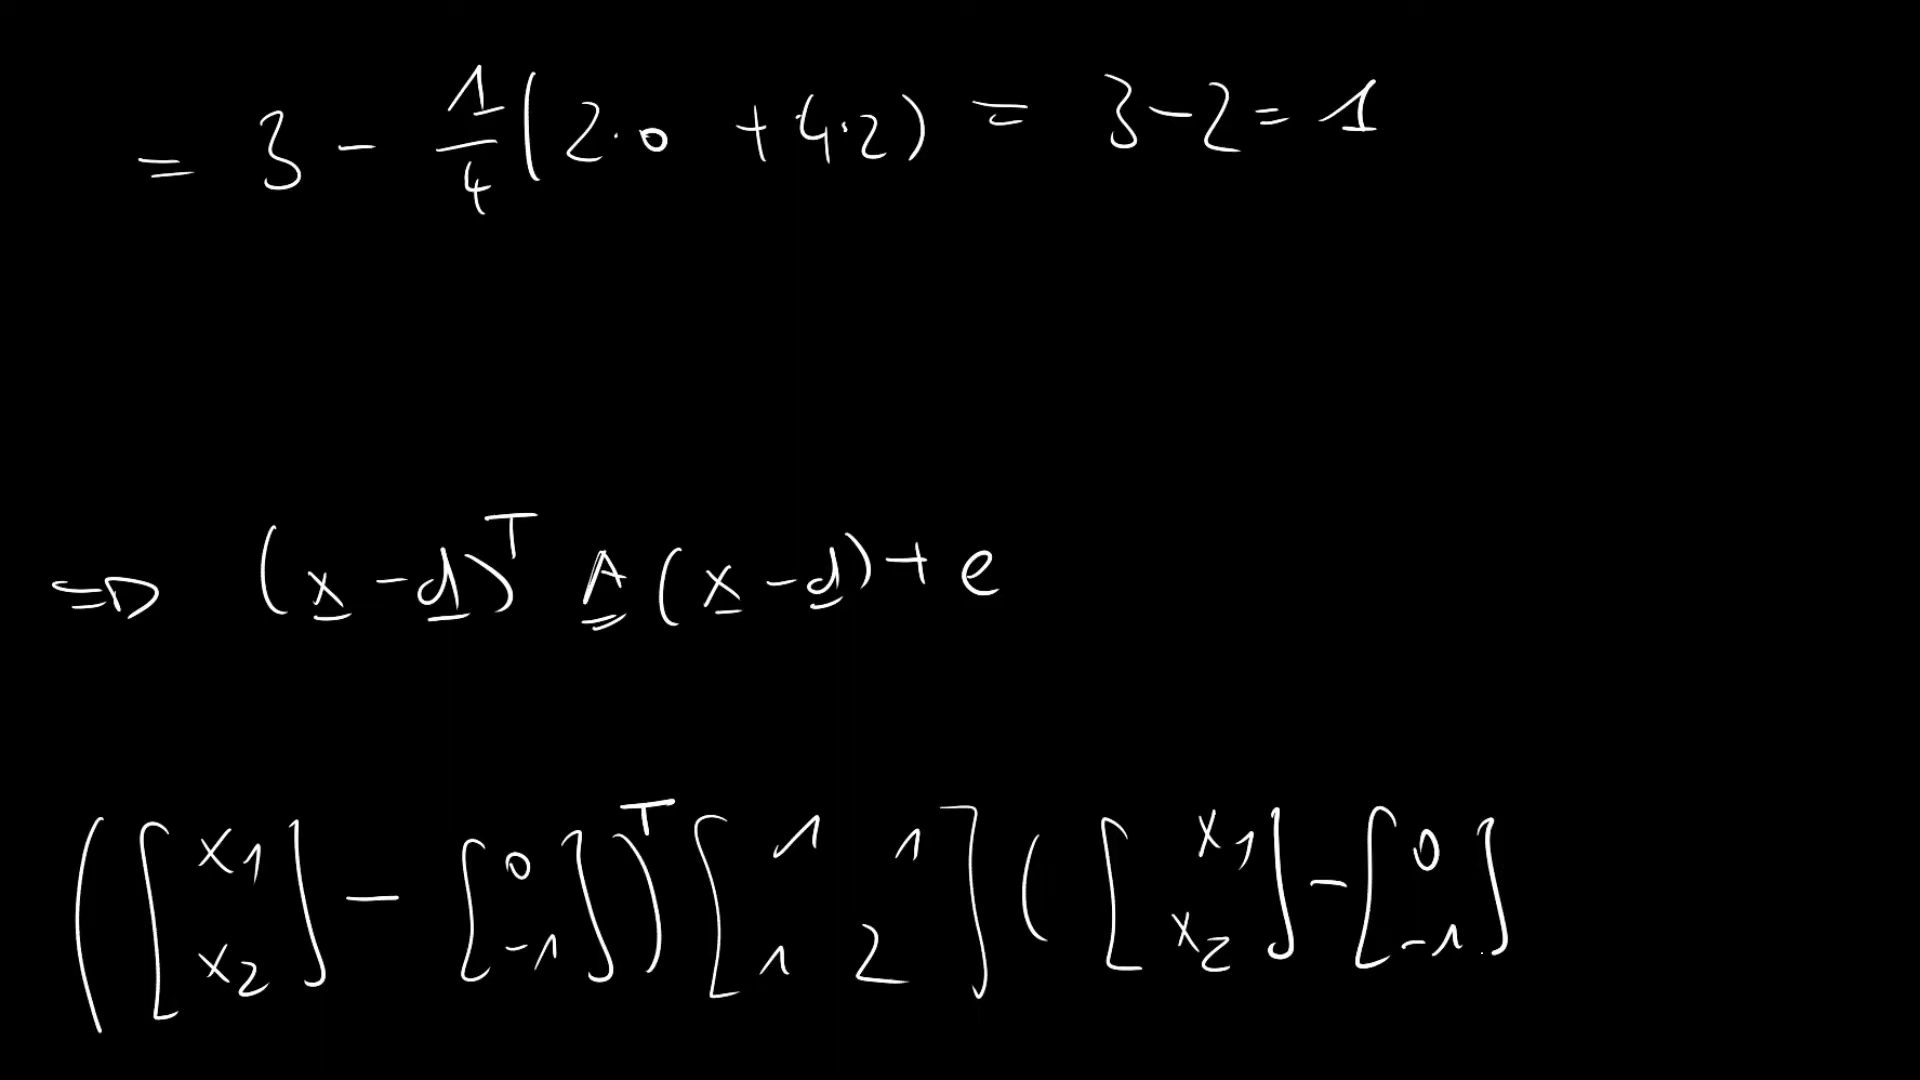 = 3 - 1/4 (2·0 + 4·2) = 3-2 = 1
⇒ (x - d)ᵀ A (x - d) + e
([x1 x2] - [0 -1])ᵀ [1 1 1 2] ([x1 x2] - [0 -1]